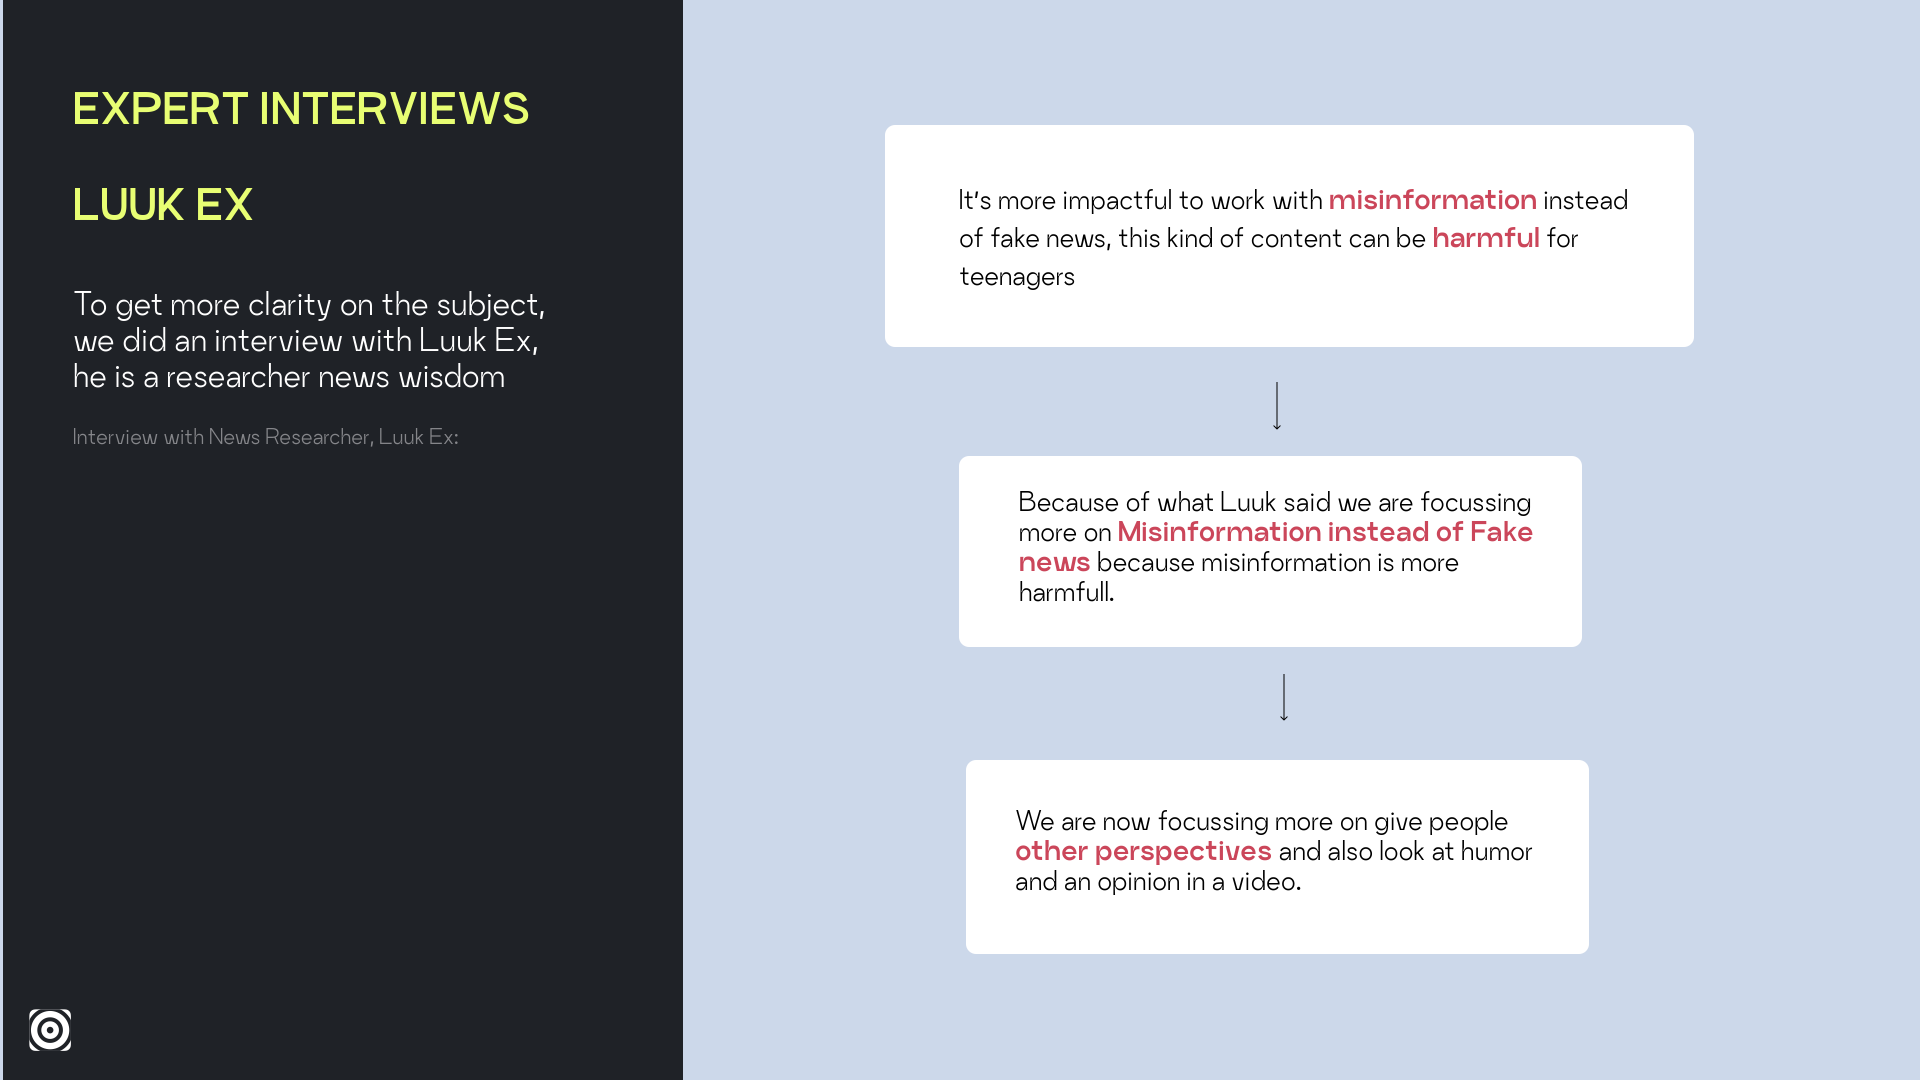 EXPERT INTERVIEWS
LUUK EX
To get more clarity on the subject,
we did an interview with Luuk Ex,
he is a researcher news wisdom
Interview with News Researcher, Luuk Ex:
It's more impactful to work with misinformation instead
of fake news, this kind of content can be harmful for
teenagers
Because of what Luuk said we are focussing
more on Misinformation instead of Fake
news because misinformation is more
harmfull.
We are now focussing more on give people
other perspectives and also look at humor
and an opinion in a video.